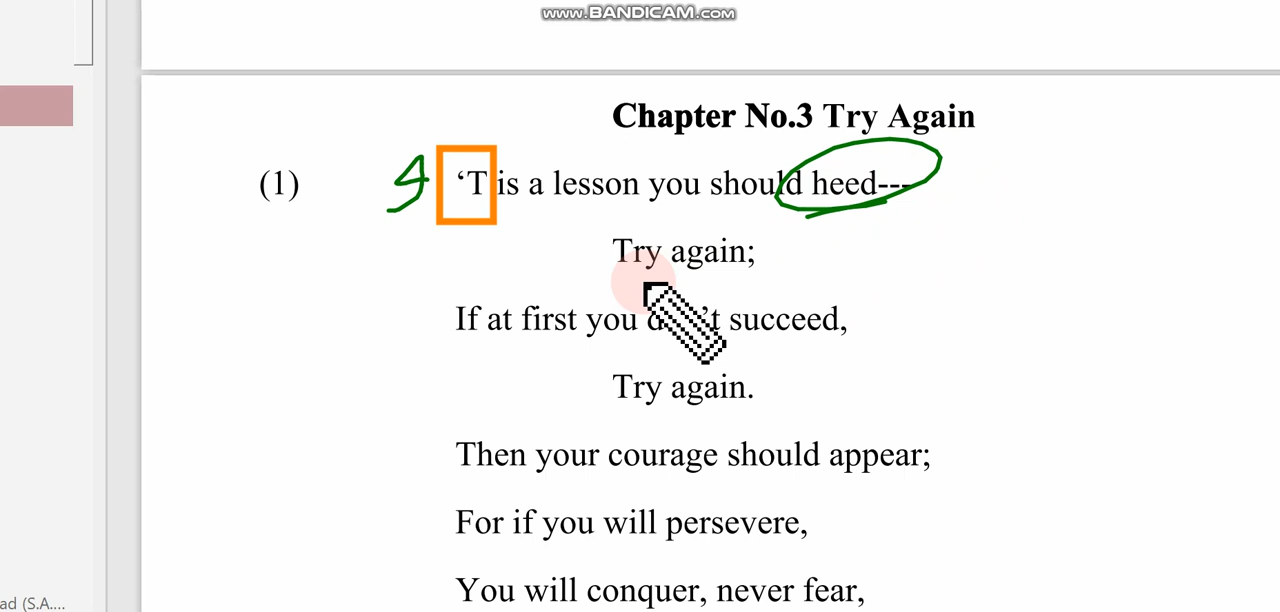 www.BANDICAM.com
Chapter No.3 Try Again
(1) ‘T is a lesson you should heed---
Try again;
If at first you succeed,
Try again.
Then your courage should appear;
For if you will persevere,
You will conquer, never fear,
ad (S.A....